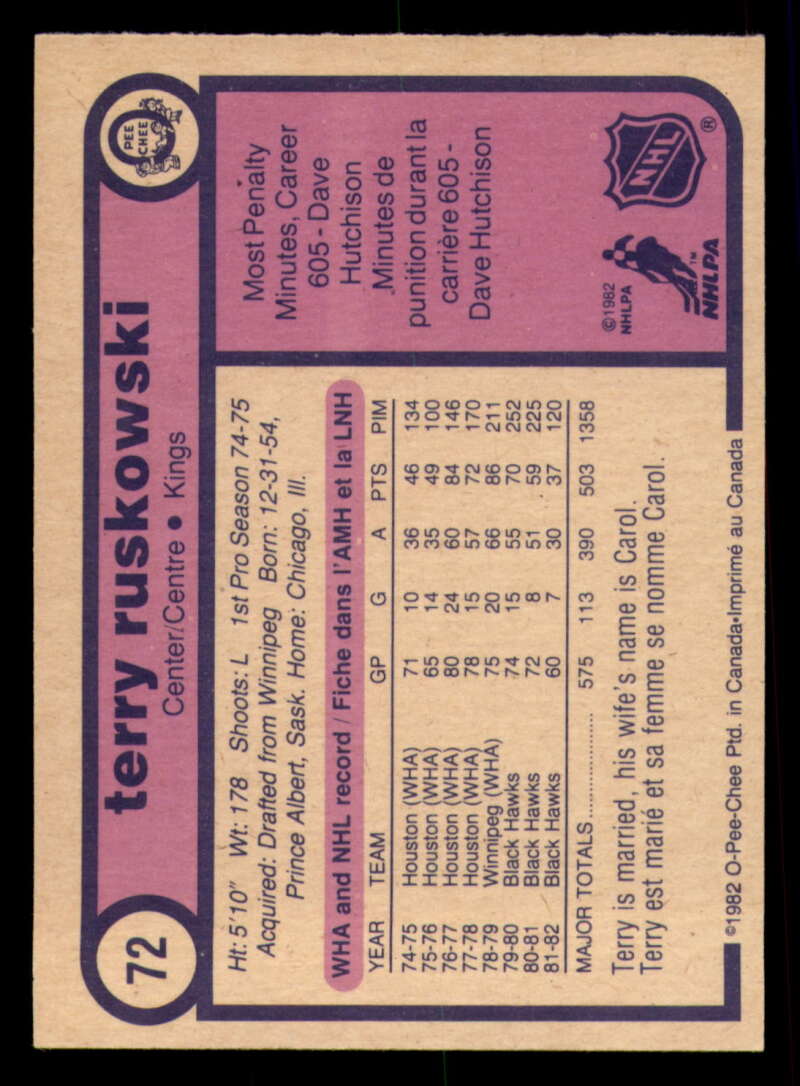 72
terry ruskowski
Center/Centre • Kings
O
PEE
CHEE
Ht: 5'10" Wt: 178 Shoots: L 1st Pro Season 74-75
Acquired: Drafted from Winnipeg Born: 12-31-54,
Prince Albert, Sask. Home: Chicago, Ill.
WHA and NHL record / Fiche dans l'AMH et la LNH
YEAR TEAM GP G A PTS PIM
74-75 Houston (WHA) 71 10 36 46 134
75-76 Houston (WHA) 65 14 35 49 100
76-77 Houston (WHA) 80 24 60 84 146
77-78 Houston (WHA) 78 15 57 72 170
78-79 Winnipeg (WHA) 75 20 66 86 211
79-80 Black Hawks 74 15 55 70 252
80-81 Black Hawks 72 8 51 59 225
81-82 Black Hawks 60 7 30 37 120
MAJOR TOTALS............... 575 113 390 503 1358
Terry is married, his wife's name is Carol.
Terry est marié et sa femme se nomme Carol.
Most Penalty
Minutes, Career
605 - Dave
Hutchison
Minutes de
punition durant la
carrière 605 -
Dave Hutchison
©1982
NHLPA
NHLPA
TM
NHL
®
©1982 O-Pee-Chee Ptd. in Canada•Imprimé au Canada